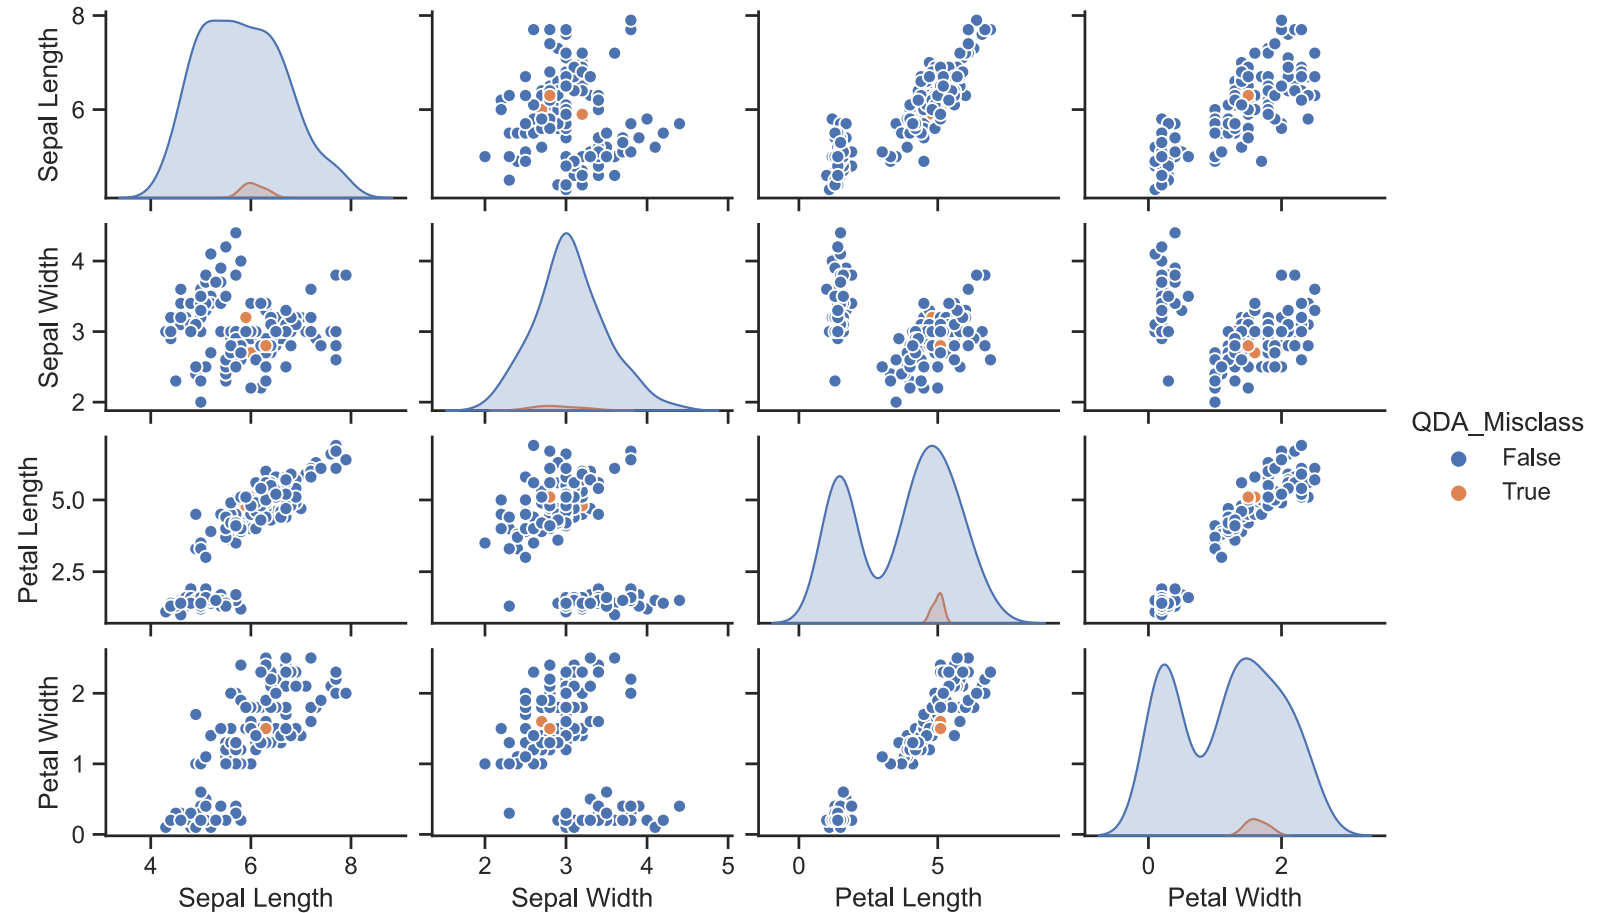 8
6
Sepal Length
4
3
2
Sepal Width
5.0
2.5
Petal Length
2
1
0
Petal Width
4 6 8
2 3 4 5
0 5
0 2
Sepal Length
Sepal Width
Petal Length
Petal Width
QDA_Misclass
False
True